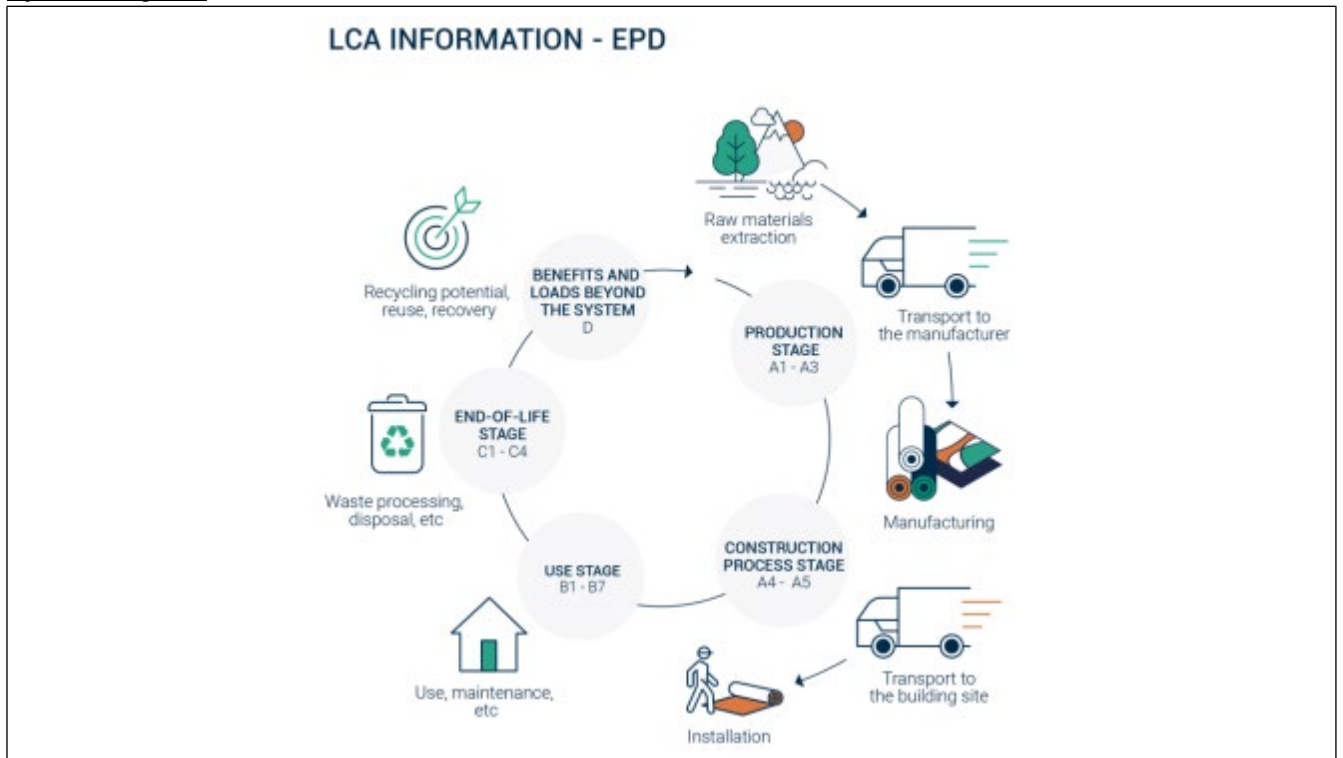 LCA INFORMATION - EPD
Raw materials
extraction
Transport to
the manufacturer
Manufacturing
Transport to
the building site
Installation
Use, maintenance,
etc
Waste processing,
disposal, etc
Recycling potential,
reuse, recovery
BENEFITS AND
LOADS BEYOND
THE SYSTEM
D
PRODUCTION
STAGE
A1 - A3
CONSTRUCTION
PROCESS STAGE
A4 - A5
USE STAGE
B1 - B7
END-OF-LIFE
STAGE
C1 - C4